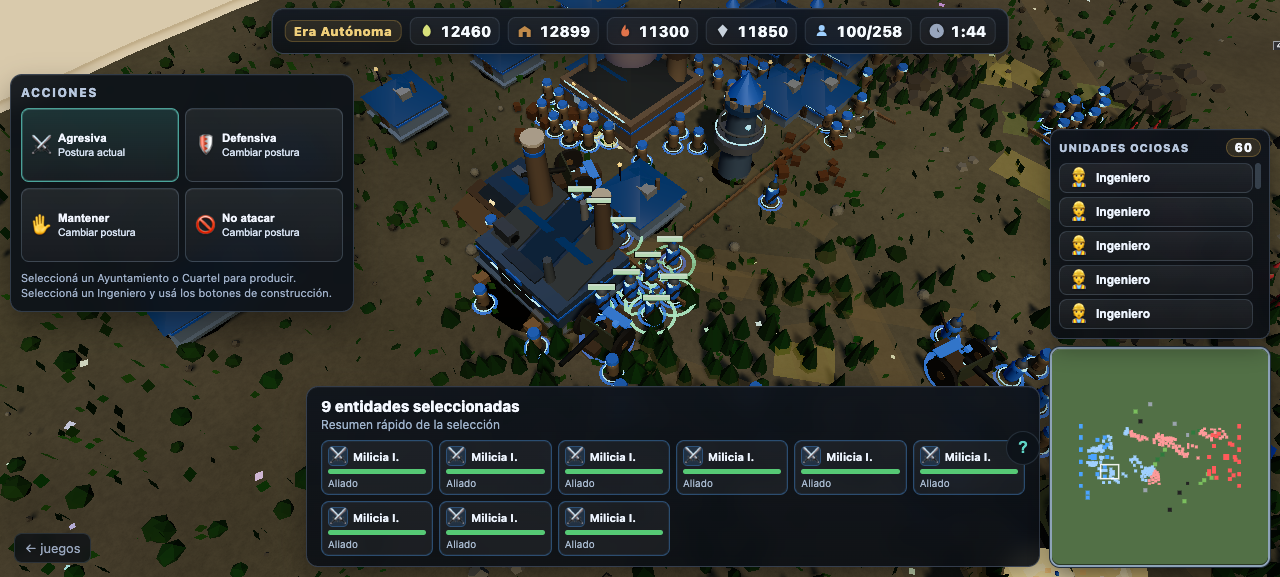 Era Autónoma
12460
12899
11300
11850
100/258
1:44
ACCIONES
Agresiva
Postura actual
Defensiva
Cambiar postura
Mantener
Cambiar postura
No atacar
Cambiar postura
Seleccioná un Ayuntamiento o Cuartel para producir.
Seleccioná un Ingeniero y usá los botones de construcción.
UNIDADES OCIOSAS
60
Ingeniero
Ingeniero
Ingeniero
Ingeniero
Ingeniero
9 entidades seleccionadas
Resumen rápido de la selección
Milicia I.
Aliado
Milicia I.
Aliado
Milicia I.
Aliado
Milicia I.
Aliado
Milicia I.
Aliado
Milicia I.
Aliado
Milicia I.
Aliado
Milicia I.
Aliado
Milicia I.
Aliado
?
← juegos